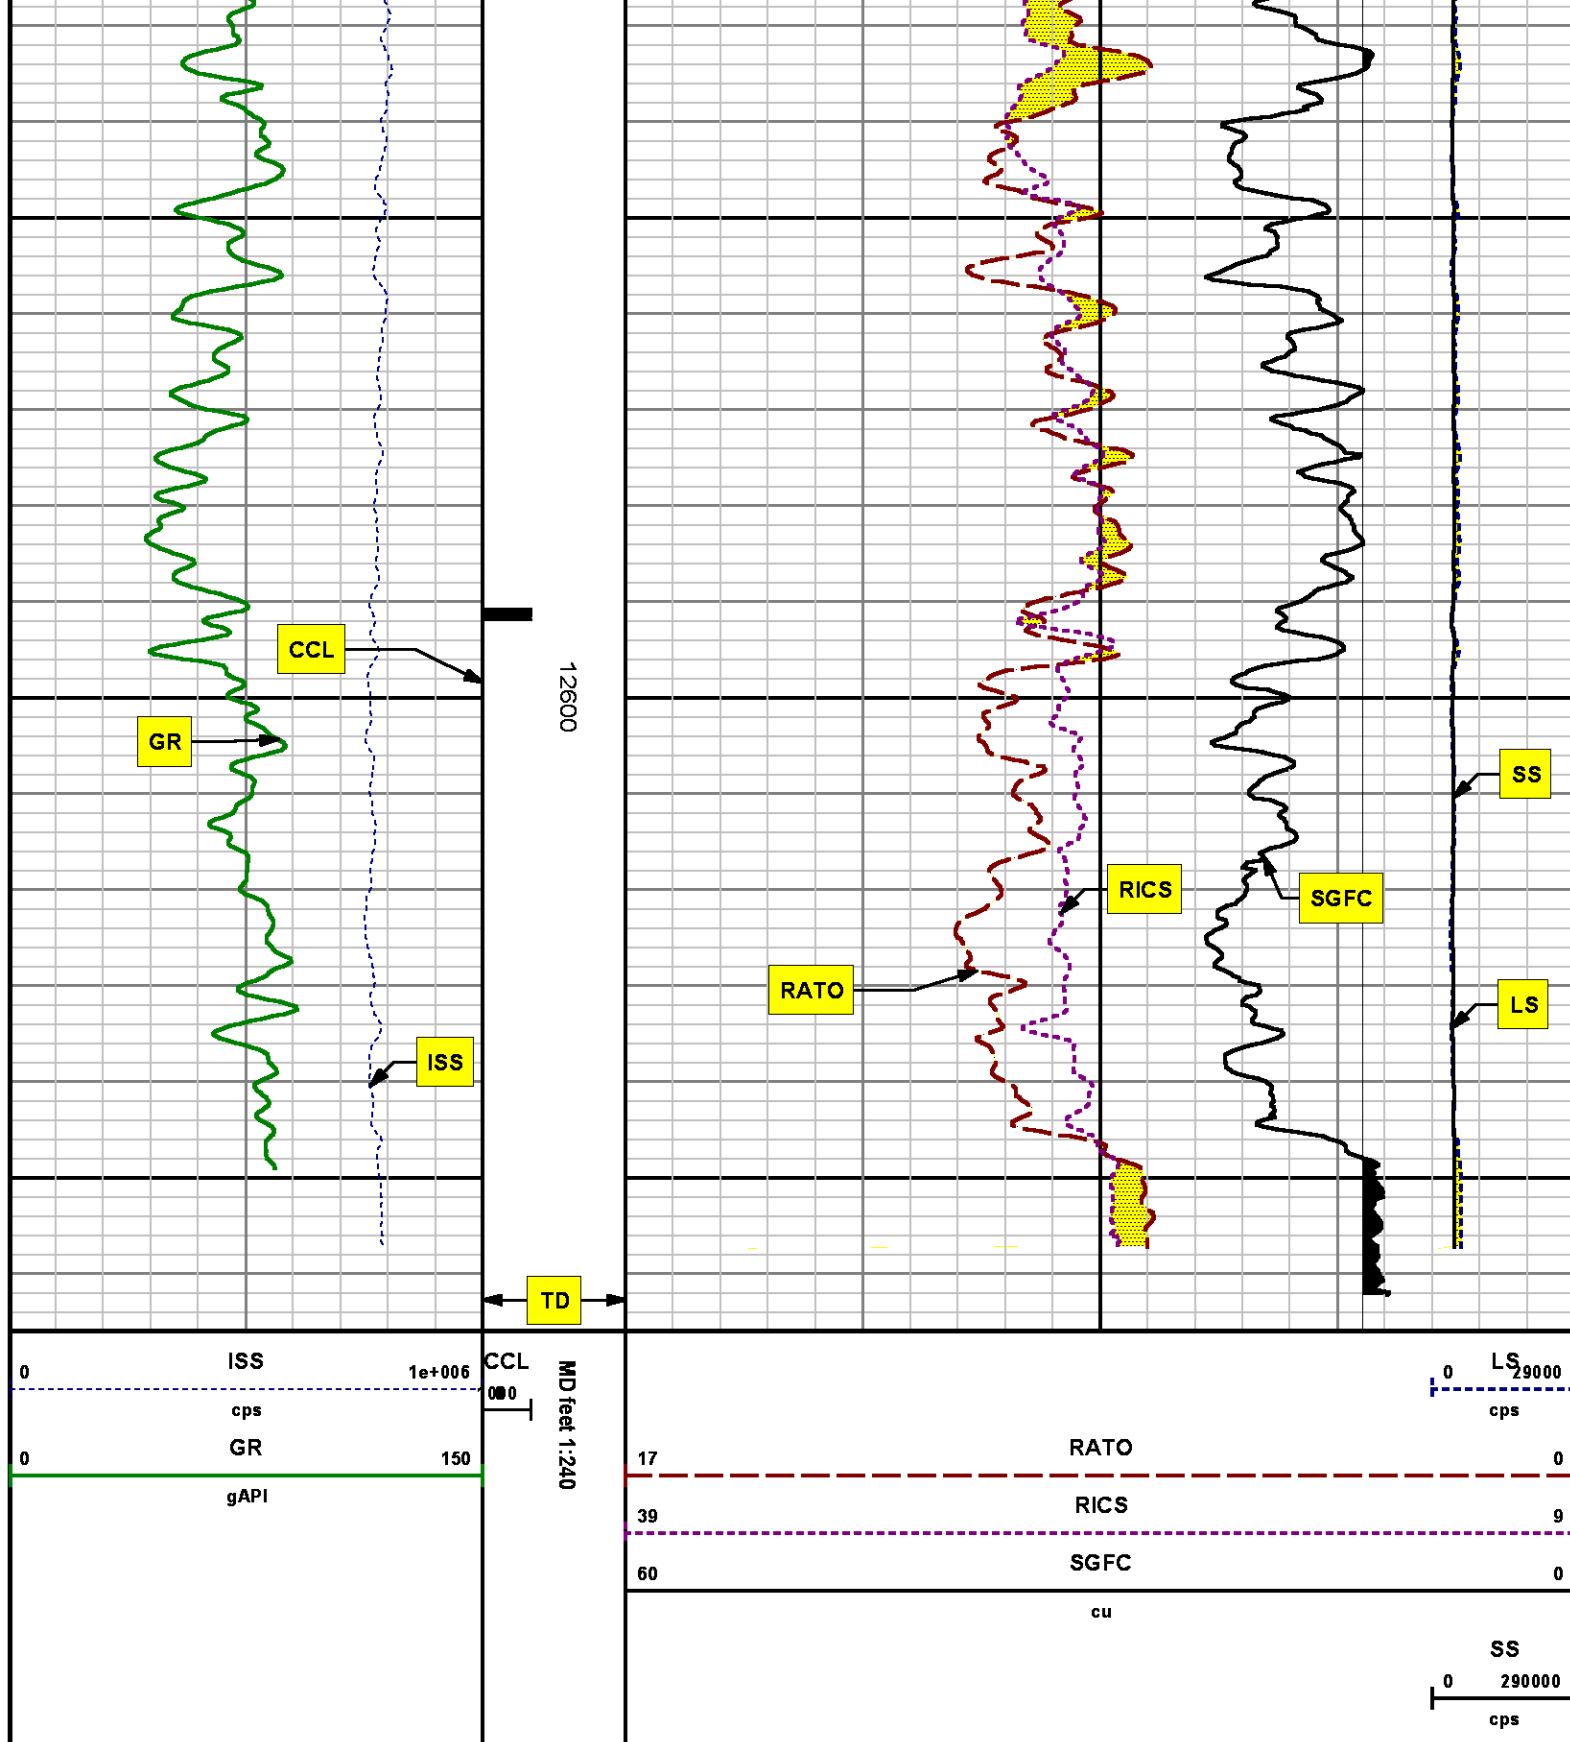 CCL
12600
GR
SS
RICS
SGFC
RATO
LS
ISS
TD
ISS
0 1e+006
cps
GR
0 150
gAPI
CCL
MD feet 1:240
LS
0 29000
cps
RATO
17 0
RICS
39 9
SGFC
60 0
cu
SS
0 290000
cps